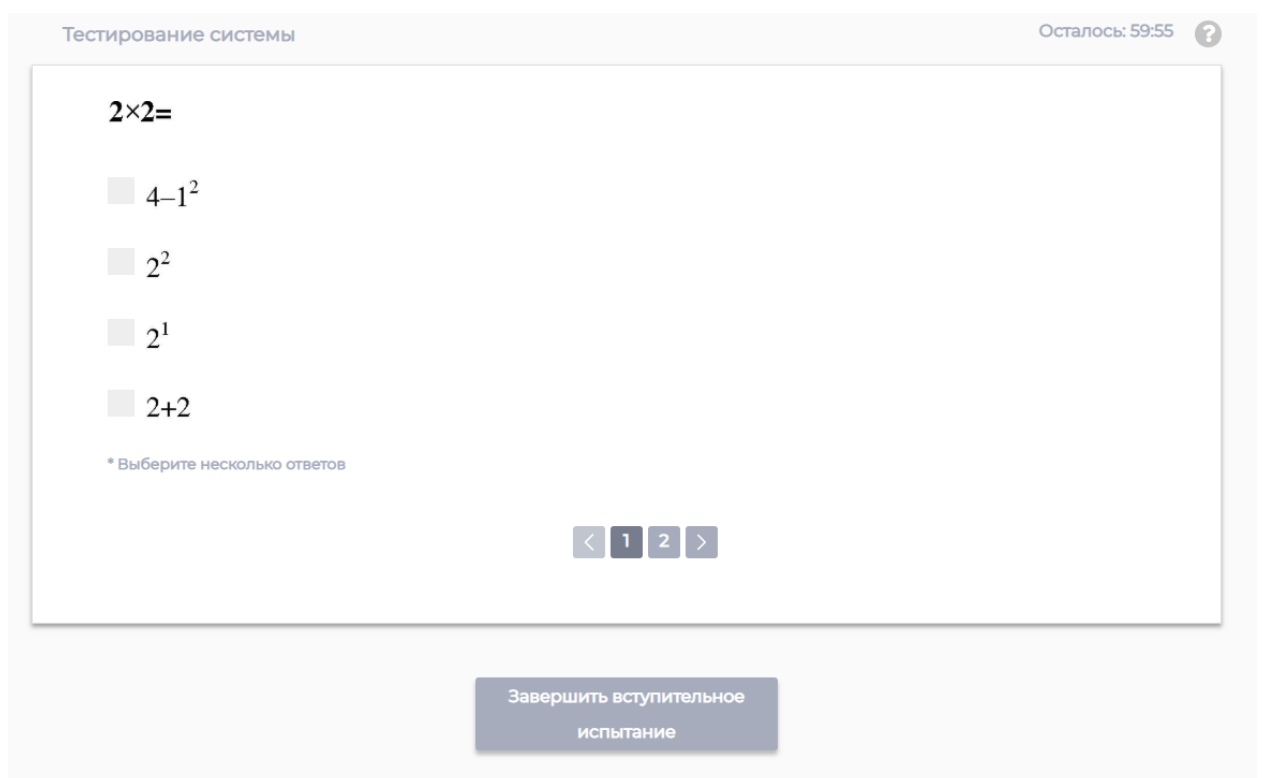 Тестирование системы
Осталось: 59:55
?
2×2=
4–1²
2²
2¹
2+2
* Выберите несколько ответов
< 1 2 >
Завершить вступительное
испытание